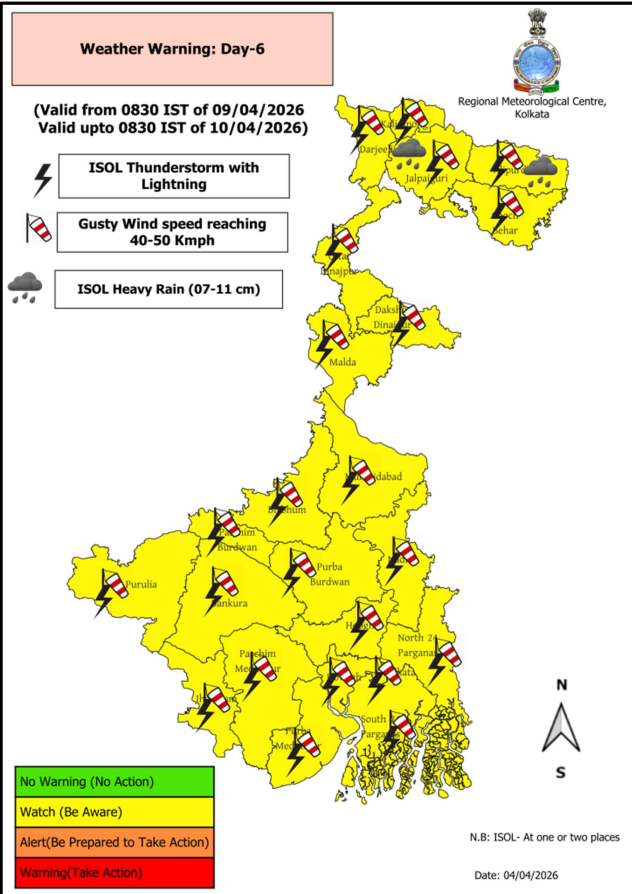 Weather Warning: Day-6
Regional Meteorological Centre,
Kolkata
(Valid from 0830 IST of 09/04/2026
Valid upto 0830 IST of 10/04/2026)
ISOL Thunderstorm with
Lightning
Gusty Wind speed reaching
40-50 Kmph
ISOL Heavy Rain (07-11 cm)
Jalpaiguri
Behar
Dinajpur
Dinajpur
Malda
Burdwan
Purulia
Purba
Burdwan
North 24
Parganas
South
N
S
No Warning (No Action)
Watch (Be Aware)
Alert(Be Prepared to Take Action)
Warning(Take Action)
N.B: ISOL- At one or two places
Date: 04/04/2026